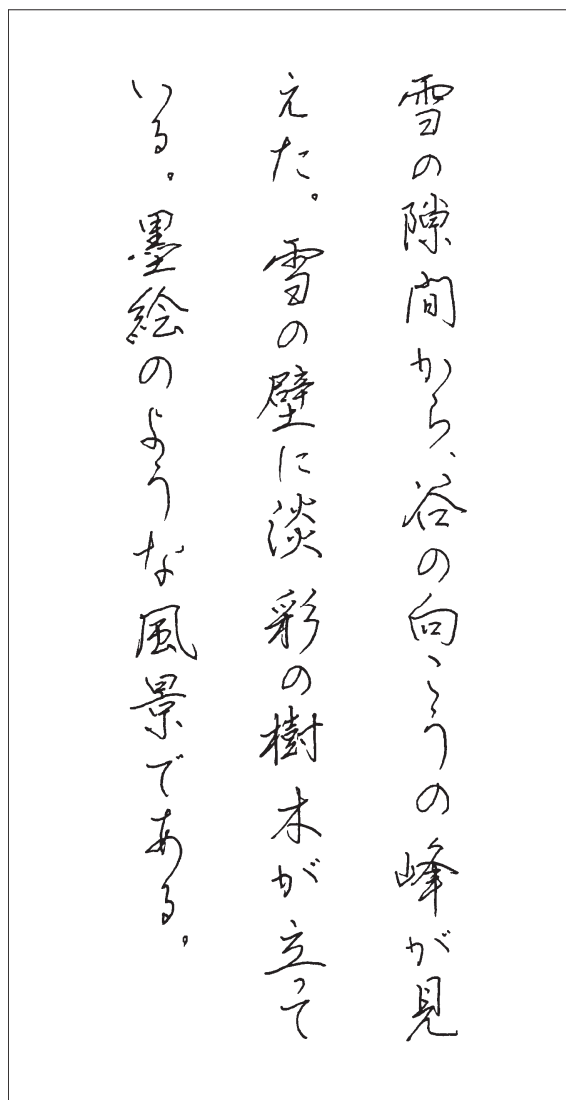 雪の隙間から、谷の向こうの峰が見
えた。雪の壁に淡彩の樹木が立って
いる。墨絵のような風景である。